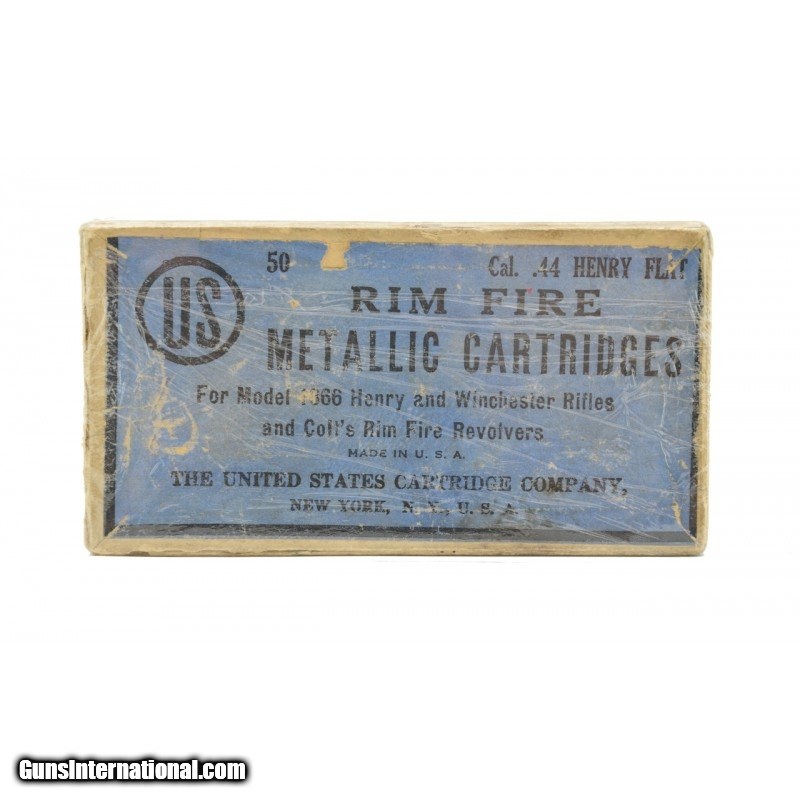 50 Cal. .44 HENRY FLAT
US
RIM FIRE
METALLIC CARTRIDGES
For Model 1866 Henry and Winchester Rifles
and Colt's Rim Fire Revolvers
MADE IN U. S. A.
THE UNITED STATES CARTRIDGE COMPANY,
NEW YORK, N. Y., U. S. A.
GunsInternational.com